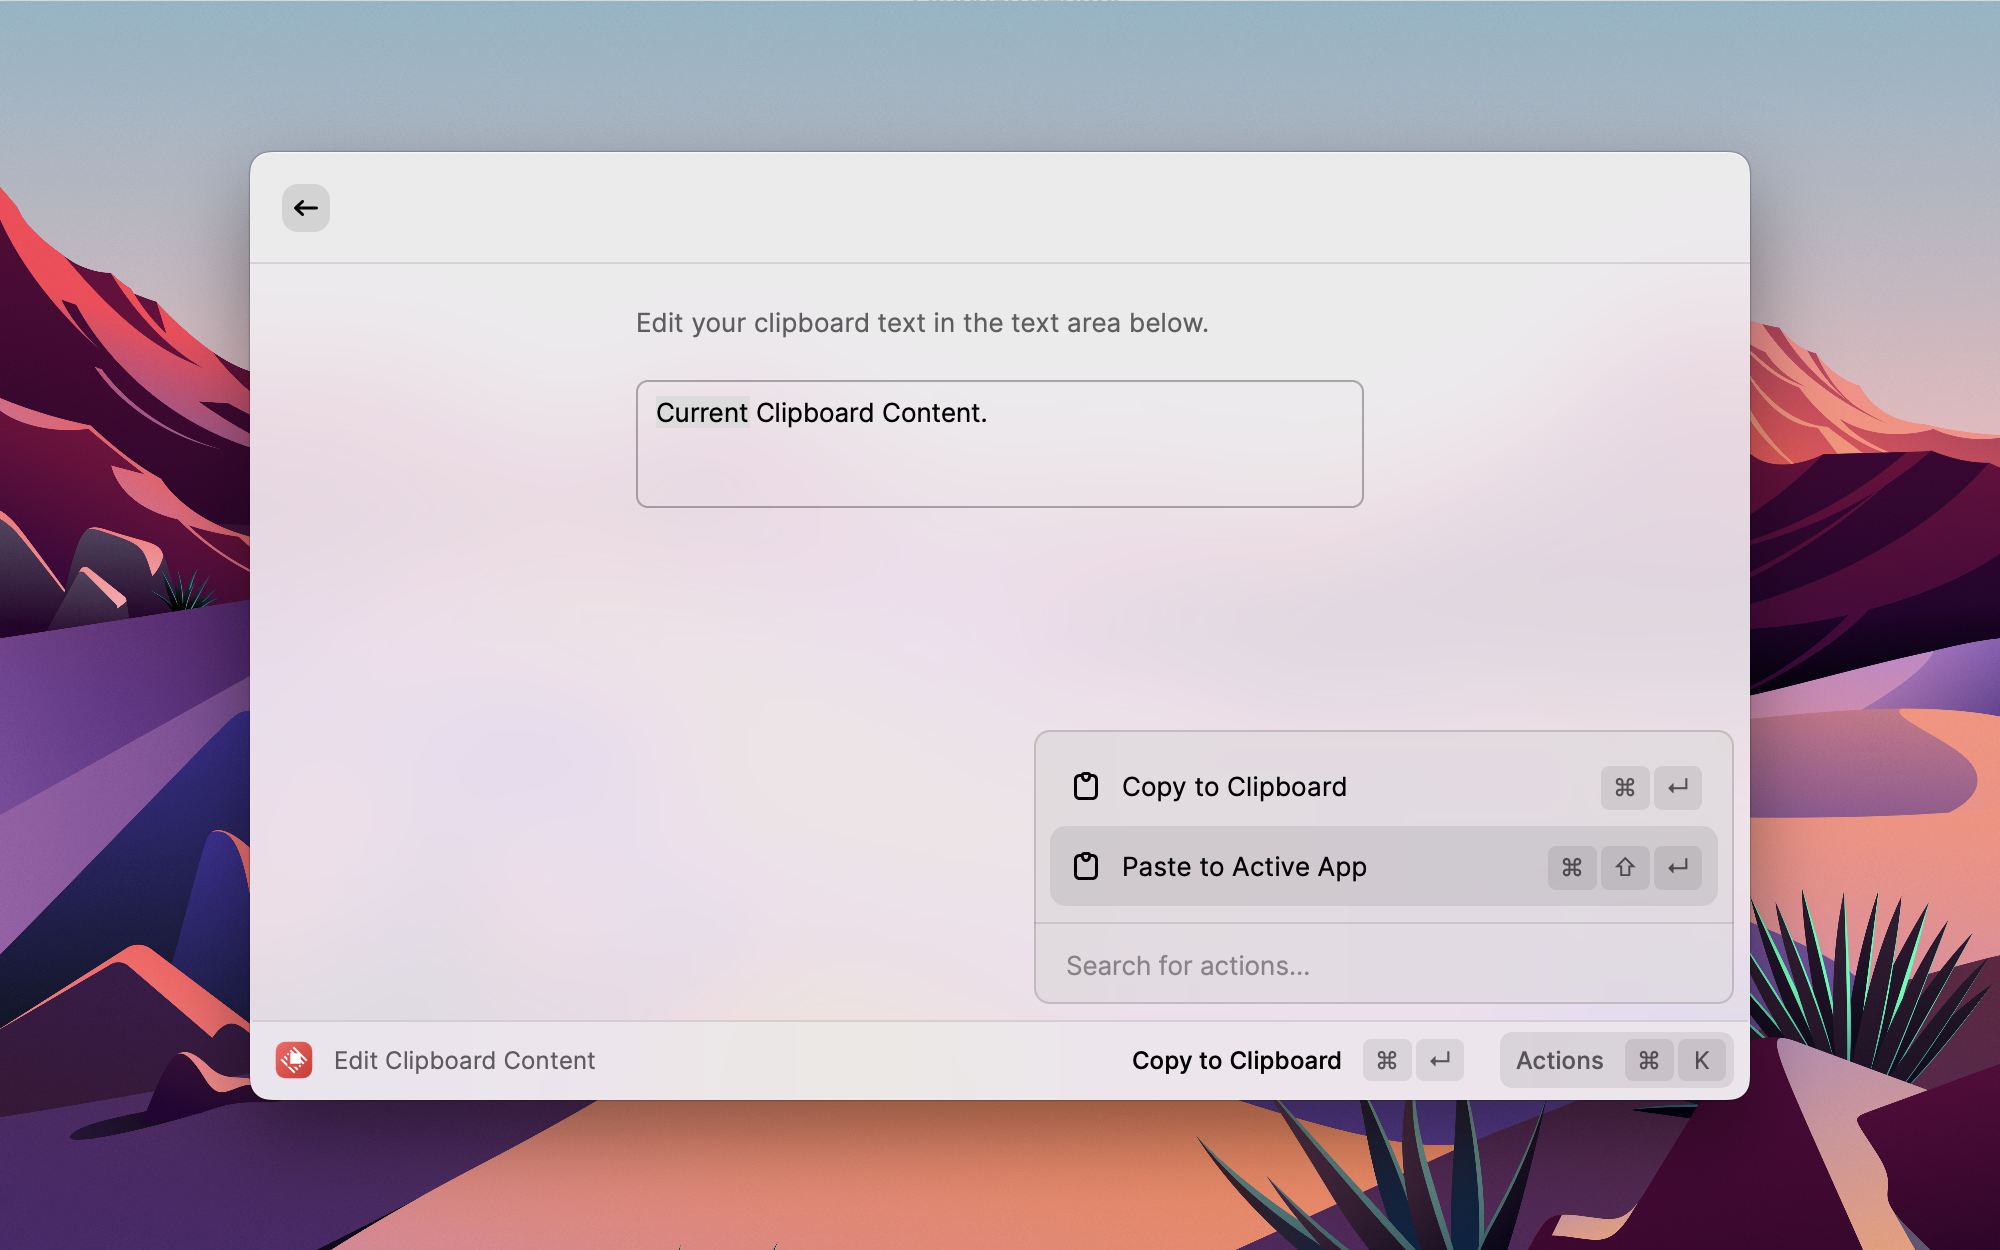 Edit your clipboard text in the text area below.
Current Clipboard Content.
Copy to Clipboard ⌘ ↵
Paste to Active App ⌘ ⇧ ↵
Search for actions...
Edit Clipboard Content
Copy to Clipboard ⌘ ↵
Actions ⌘ K